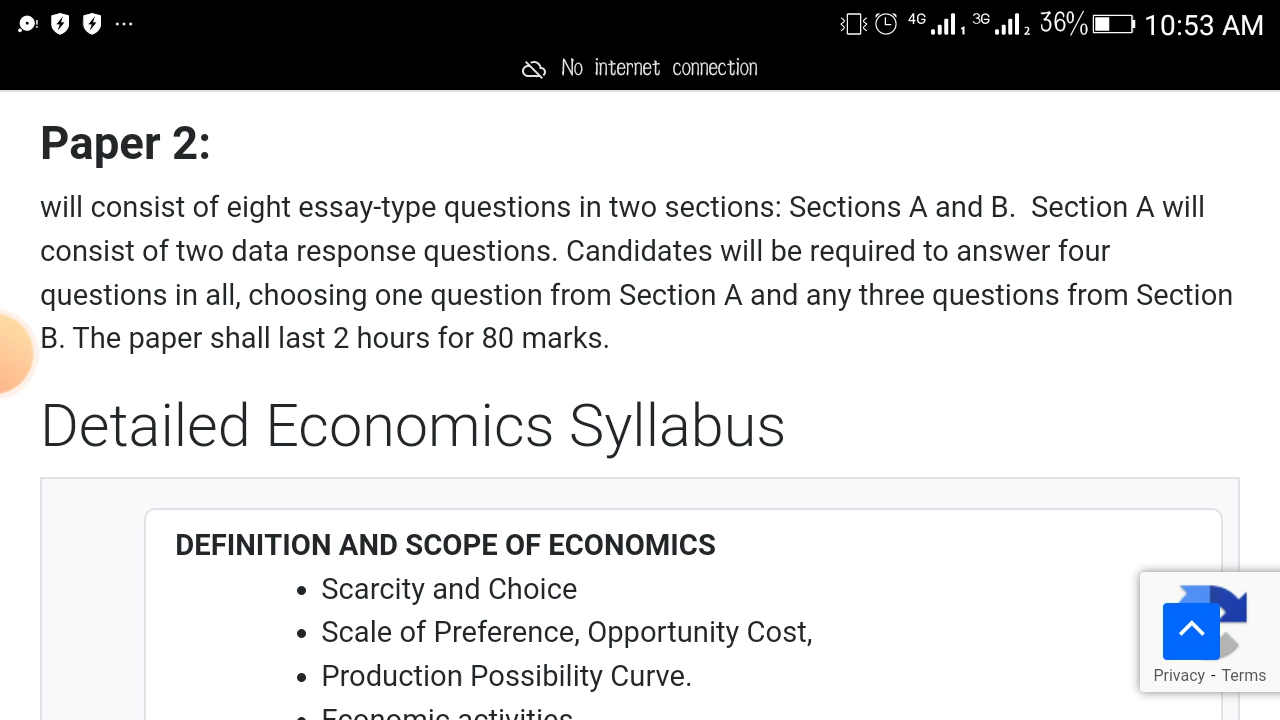 4G 1 3G 2 36% 10:53 AM
No internet connection
Paper 2:
will consist of eight essay-type questions in two sections: Sections A and B.  Section A will
consist of two data response questions. Candidates will be required to answer four
questions in all, choosing one question from Section A and any three questions from Section
B. The paper shall last 2 hours for 80 marks.
Detailed Economics Syllabus
DEFINITION AND SCOPE OF ECONOMICS
• Scarcity and Choice
• Scale of Preference, Opportunity Cost,
• Production Possibility Curve.
• Economic activities
Privacy - Terms